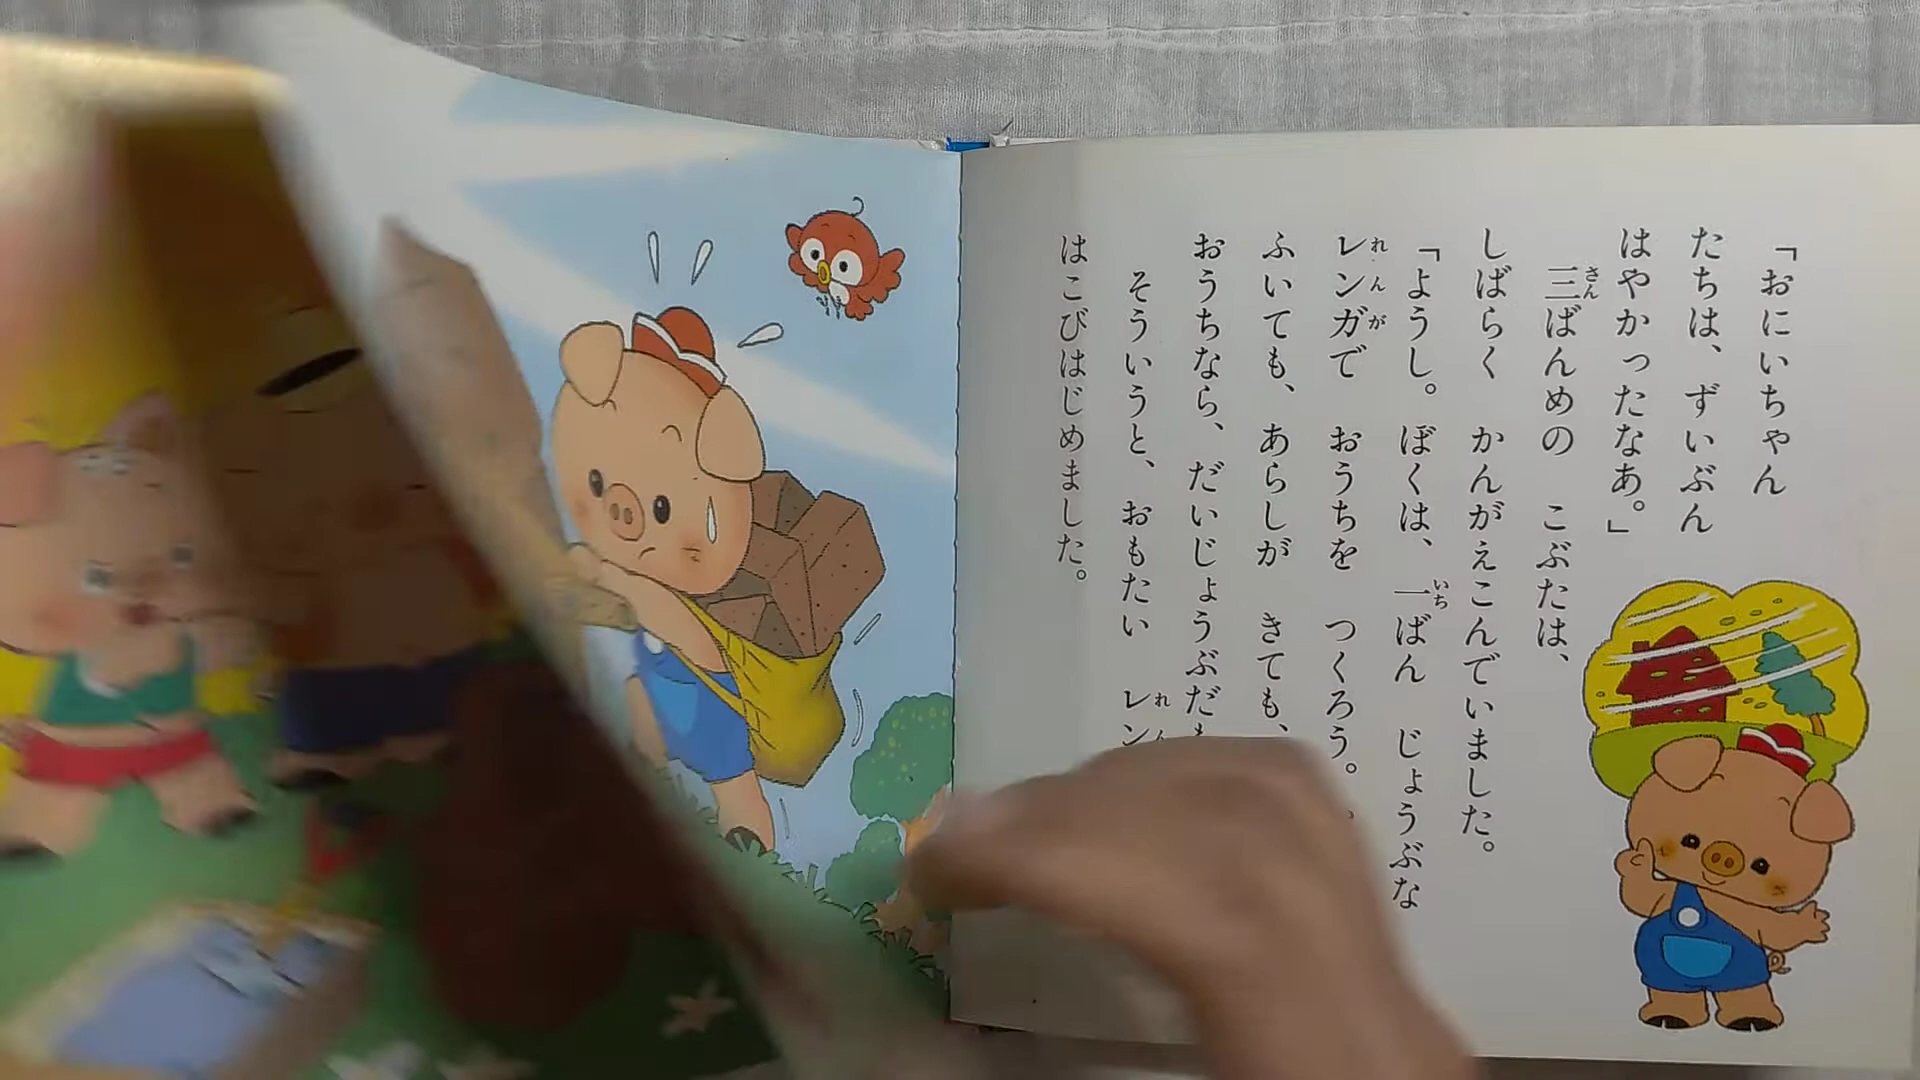 「おにいちゃん
たちは、ずいぶん
はやかったなあ。」
三ばんめの こぶたは、
しばらく かんがえこんでいました。
「ようし。ぼくは、一ばん じょうぶな
レンガで おうちを つくろう。
ふいても、あらしが きても、
おうちなら、だいじょうぶだ
そういうと、おもたい レン
はこびはじめました。